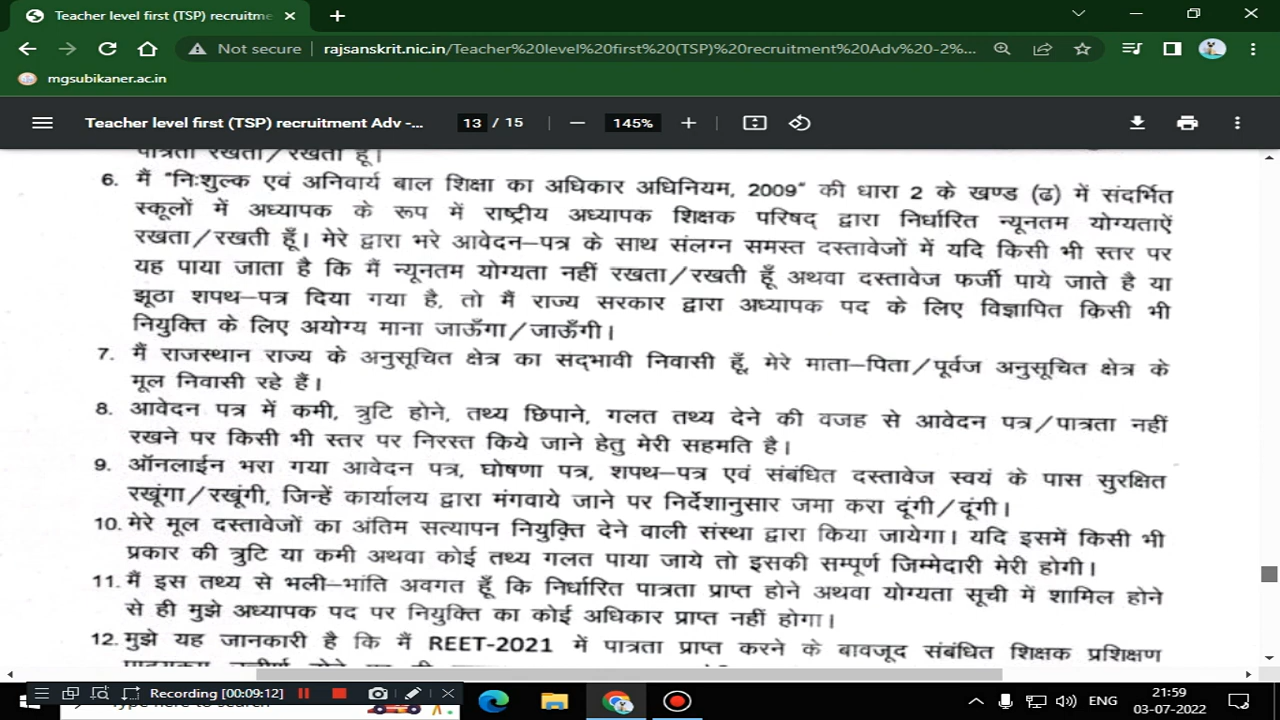 Teacher level first (TSP) recruitme
Not secure
rajsanskrit.nic.in/Teacher%20level%20first%20(TSP)%20recruitment%20Adv%20-2%...
mgsubikaner.ac.in
Teacher level first (TSP) recruitment Adv -...
13 / 15
145%
पात्रता रखता/रखती हूँ।
6. मैं "निःशुल्क एवं अनिवार्य बाल शिक्षा का अधिकार अधिनियम, 2009" की धारा 2 के खण्ड (ढ) में संदर्भित
स्कूलों में अध्यापक के रूप में राष्ट्रीय अध्यापक शिक्षक परिषद् द्वारा निर्धारित न्यूनतम योग्यताऐं
रखता/रखती हूँ। मेरे द्वारा भरे आवेदन–पत्र के साथ संलग्न समस्त दस्तावेजों में यदि किसी भी स्तर पर
यह पाया जाता है कि मैं न्यूनतम योग्यता नहीं रखता/रखती हूँ अथवा दस्तावेज फर्जी पाये जाते है या
झूठा शपथ–पत्र दिया गया है, तो मैं राज्य सरकार द्वारा अध्यापक पद के लिए विज्ञापित किसी भी
नियुक्ति के लिए अयोग्य माना जाऊँगा/जाऊँगी।
7. मैं राजस्थान राज्य के अनुसूचित क्षेत्र का सद्भावी निवासी हूँ, मेरे माता–पिता/पूर्वज अनुसूचित क्षेत्र के
मूल निवासी रहे हैं।
8. आवेदन पत्र में कमी, त्रुटि होने, तथ्य छिपाने, गलत तथ्य देने की वजह से आवेदन पत्र/पात्रता नहीं
रखने पर किसी भी स्तर पर निरस्त किये जाने हेतु मेरी सहमति है।
9. ऑनलाईन भरा गया आवेदन पत्र, घोषणा पत्र, शपथ–पत्र एवं संबंधित दस्तावेज स्वयं के पास सुरक्षित
रखूंगा/रखूंगी, जिन्हें कार्यालय द्वारा मंगवाये जाने पर निर्देशानुसार जमा करा दूंगी/दूंगी।
10. मेरे मूल दस्तावेजों का अंतिम सत्यापन नियुक्ति देने वाली संस्था द्वारा किया जायेगा। यदि इसमें किसी भी
प्रकार की त्रुटि या कमी अथवा कोई तथ्य गलत पाया जाये तो इसकी सम्पूर्ण जिम्मेदारी मेरी होगी।
11. मैं इस तथ्य से भली–भांति अवगत हूँ कि निर्धारित पात्रता प्राप्त होने अथवा योग्यता सूची में शामिल होने
से ही मुझे अध्यापक पद पर नियुक्ति का कोई अधिकार प्राप्त नहीं होगा।
12. मुझे यह जानकारी है कि मैं REET-2021 में पात्रता प्राप्त करने के बावजूद संबंधित शिक्षक प्रशिक्षण
Recording [00:09:12]
Type here to search
ENG
21:59
03-07-2022